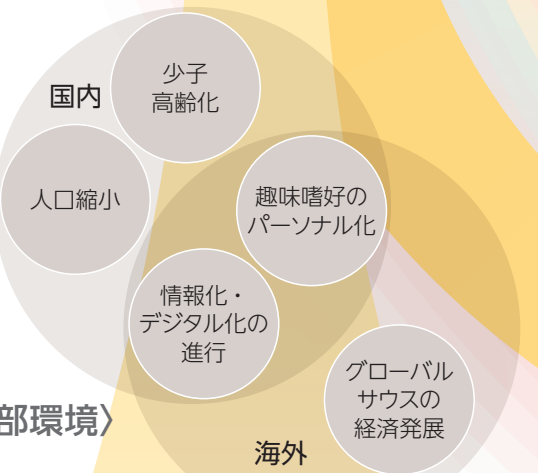 国内
少子
高齢化
人口縮小
趣味嗜好の
パーソナル化
情報化・
デジタル化の
進行
グローバル
サウスの
経済発展
部環境〉
海外